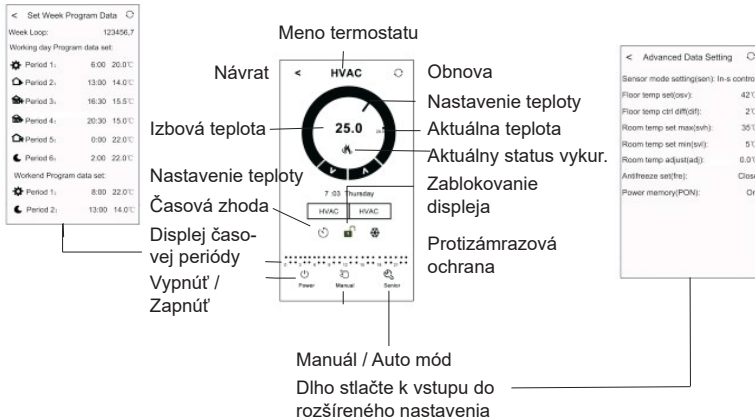 < Set Week Program Data
Week Loop: 123456,7
Working day Program data set:
Period 1: 6:00 20.0℃
Period 2: 13:00 14.0℃
Period 3: 16:30 15.5℃
Period 4: 20:30 15.0℃
Period 5: 0:00 22.0℃
Period 6: 2:00 22.0℃
Workend Program data set:
Period 1: 8:00 22.0℃
Period 2: 13:00 14.0℃
Meno termostatu
Návrat
Izbová teplota
Nastavenie teploty
Časová zhoda
Displej časo-
vej periódy
Vypnúť /
Zapnúť
< HVAC
25.0
7 :03 Thursday
HVAC HVAC
Power Manual Senior
Obnova
Nastavenie teploty
Aktuálna teplota
Aktuálny status vykur.
Zablokovanie
displeja
Protizámrazová
ochrana
Manuál / Auto mód
Dlho stlačte k vstupu do
rozšíreného nastavenia
< Advanced Data Setting
Sensor mode setting(sen): In-s contro
Floor temp set(osv): 42℃
Floor temp ctrl diff(dif): 2℃
Room temp set max(svh): 35℃
Room temp set min(svl): 5℃
Room temp adjust(adj): 0.0℃
Antifreeze set(fre): Close
Power memory(PON): On